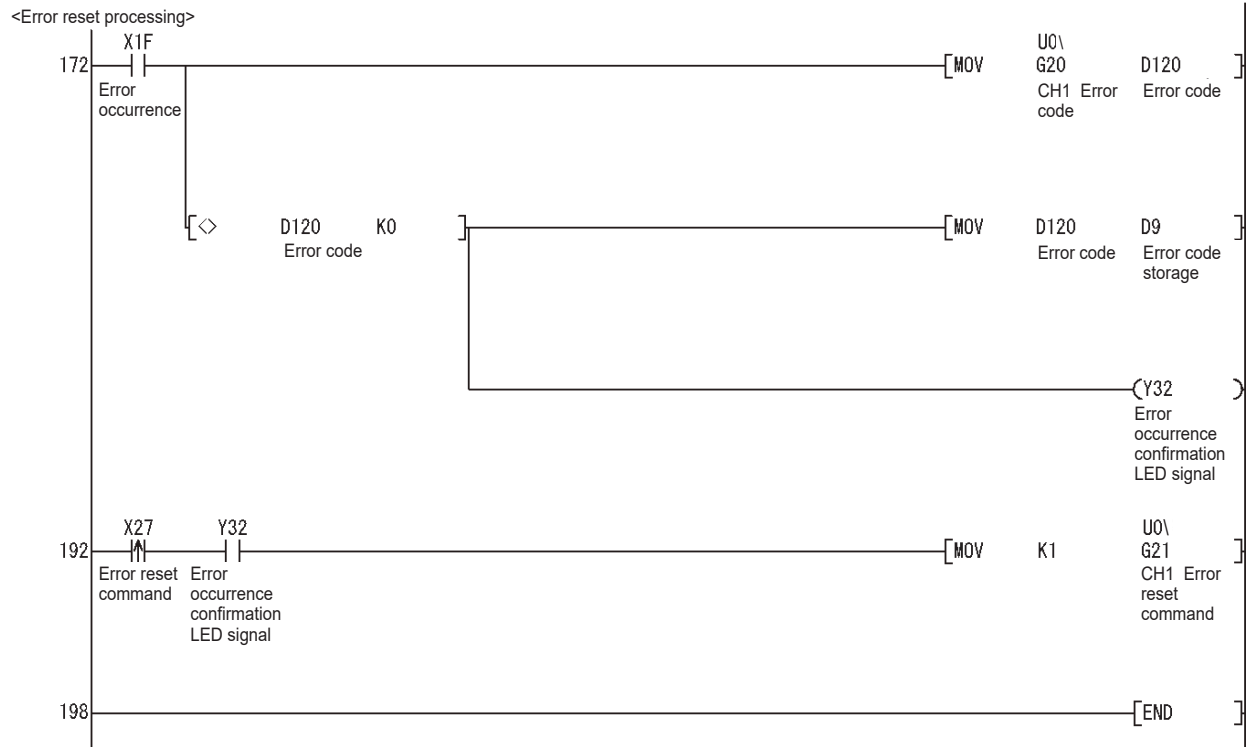 <Error reset processing>
X1F
U0\
172
[MOV G20 D120 ]
Error
occurrence
CH1 Error
code
Error code
[<> D120 K0 ]
[MOV D120 D9 ]
Error code
Error code
Error code
storage
(Y32 )
Error
occurrence
confirmation
LED signal
X27 Y32
U0\
192
[MOV K1 G21 ]
Error reset
command
Error
occurrence
confirmation
LED signal
CH1 Error
reset
command
198
[END ]